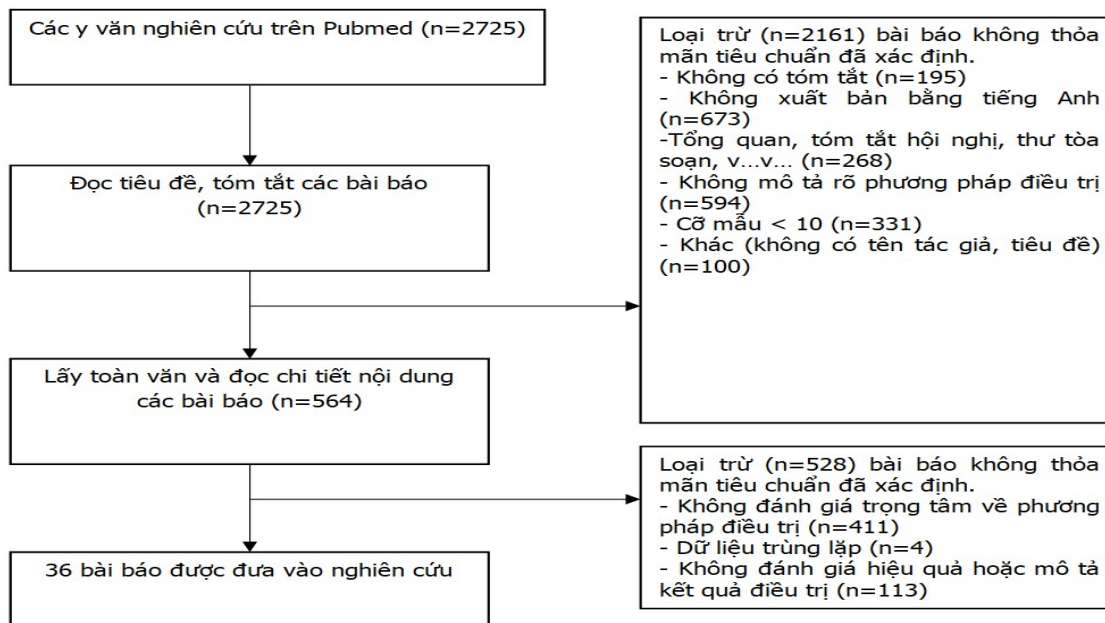 Các y văn nghiên cứu trên Pubmed (n=2725)
Đọc tiêu đề, tóm tắt các bài báo
(n=2725)
Loại trừ (n=2161) bài báo không thỏa
mãn tiêu chuẩn đã xác định.
- Không có tóm tắt (n=195)
- Không xuất bản bằng tiếng Anh
(n=673)
-Tổng quan, tóm tắt hội nghị, thư tòa
soạn, v...v... (n=268)
- Không mô tả rõ phương pháp điều trị
(n=594)
- Cỡ mẫu < 10 (n=331)
- Khác (không có tên tác giả, tiêu đề)
(n=100)
Lấy toàn văn và đọc chi tiết nội dung
các bài báo (n=564)
Loại trừ (n=528) bài báo không thỏa
mãn tiêu chuẩn đã xác định.
- Không đánh giá trọng tâm về phương
pháp điều trị (n=411)
- Dữ liệu trùng lặp (n=4)
- Không đánh giá hiệu quả hoặc mô tả
kết quả điều trị (n=113)
36 bài báo được đưa vào nghiên cứu